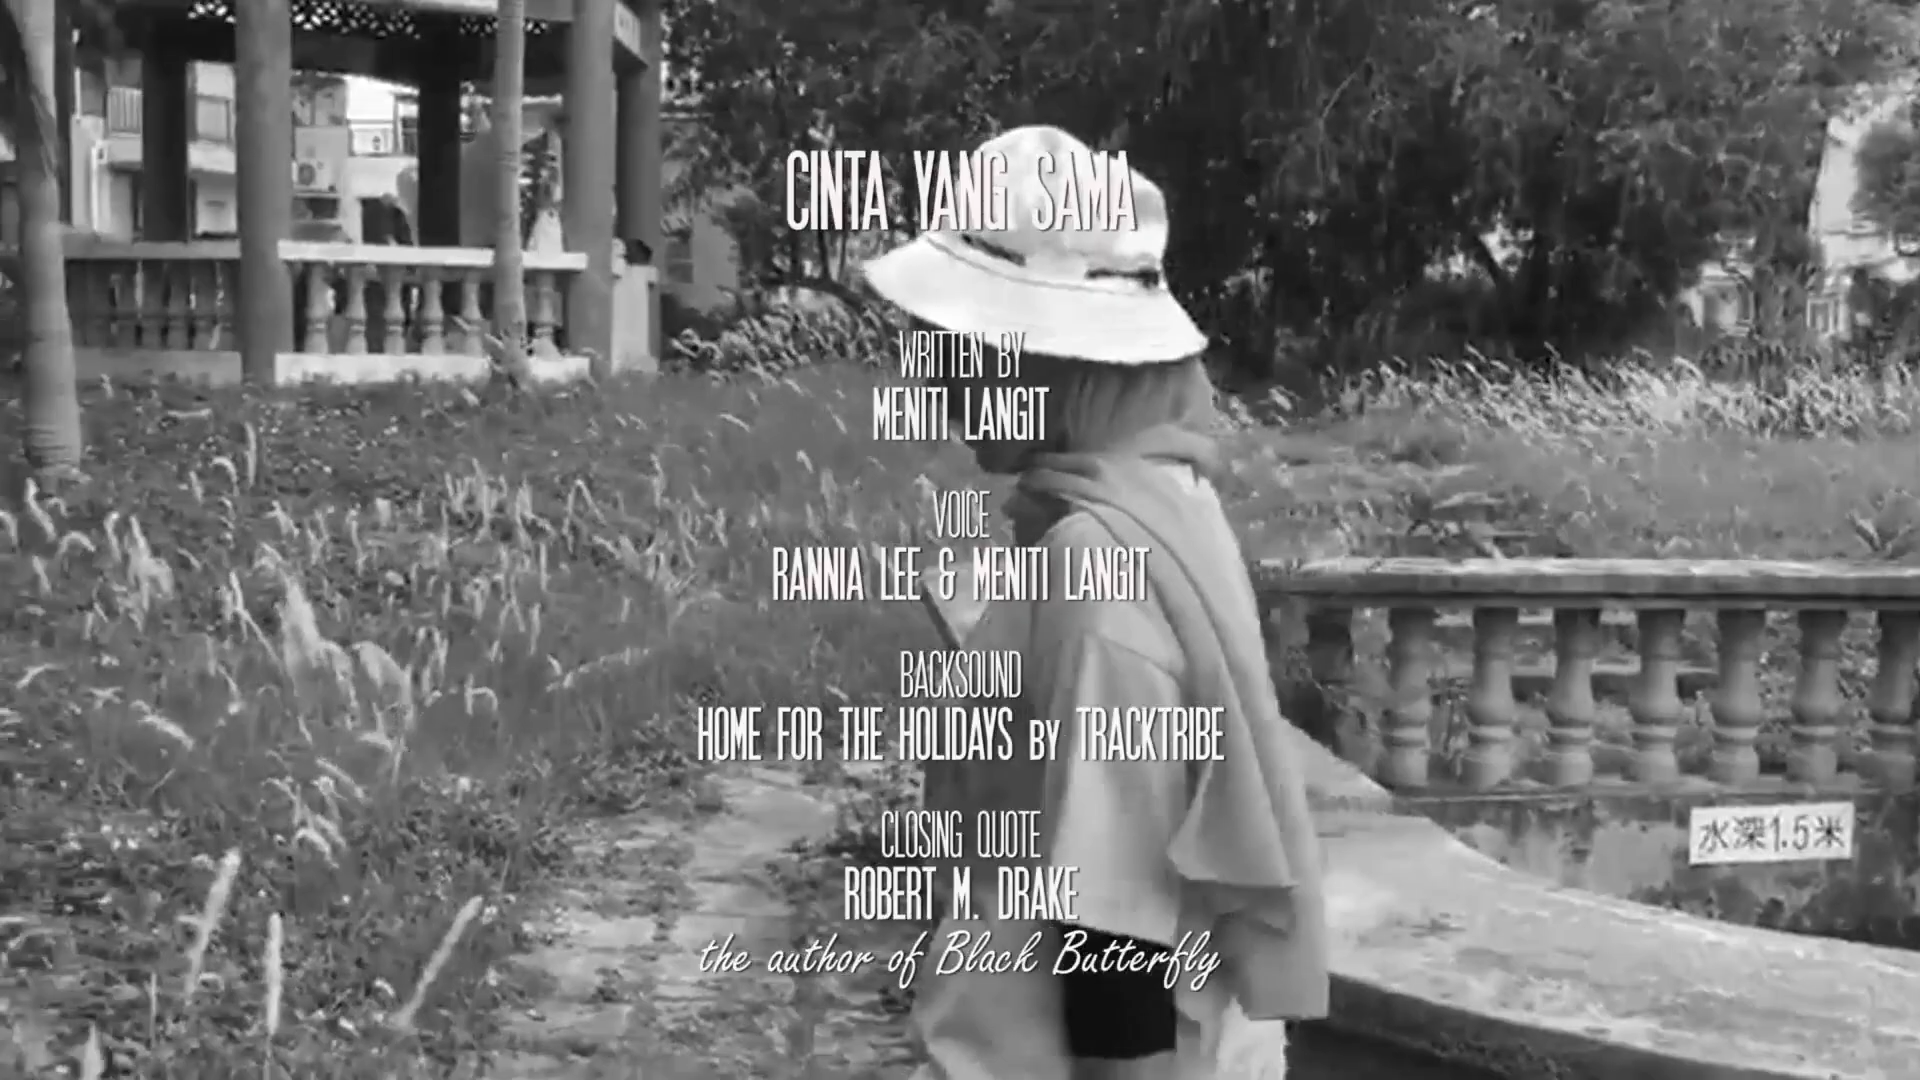 CINTA YANG SAMA
WRITTEN BY
MENITI LANGIT
VOICE
RANNIA LEE & MENITI LANGIT
BACKSOUND
HOME FOR THE HOLIDAYS BY TRACKTRIBE
CLOSING QUOTE
ROBERT M. DRAKE
the author of Black Butterfly
水深1.5米